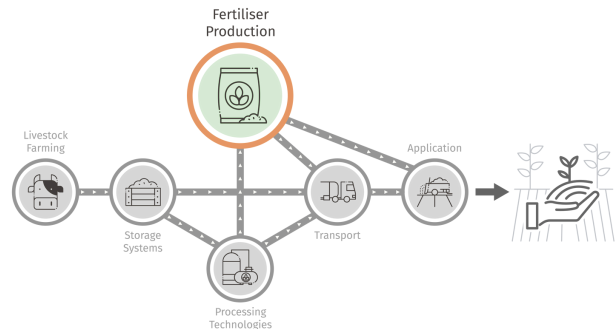 Fertiliser
Production
Livestock
Farming
Application
Storage
Systems
Transport
Processing
Technologies